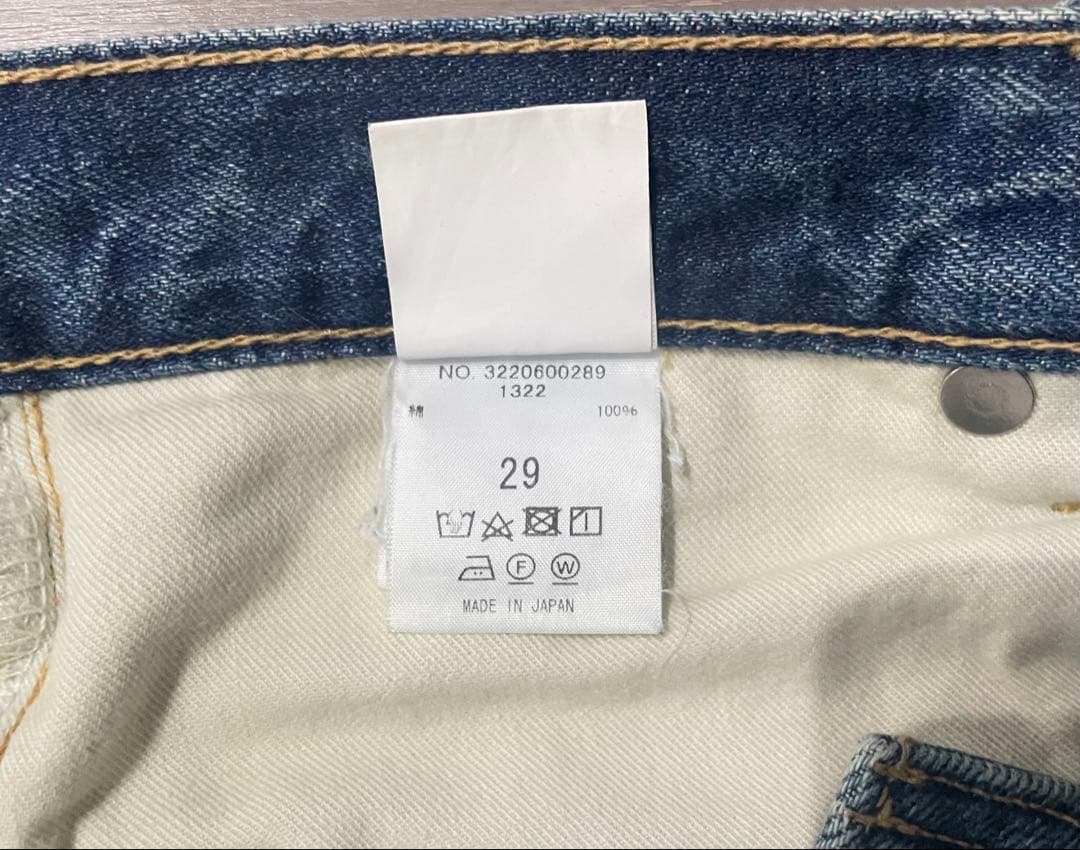 NO. 3220600289
1322
綿 100%
29
F W
MADE IN JAPAN